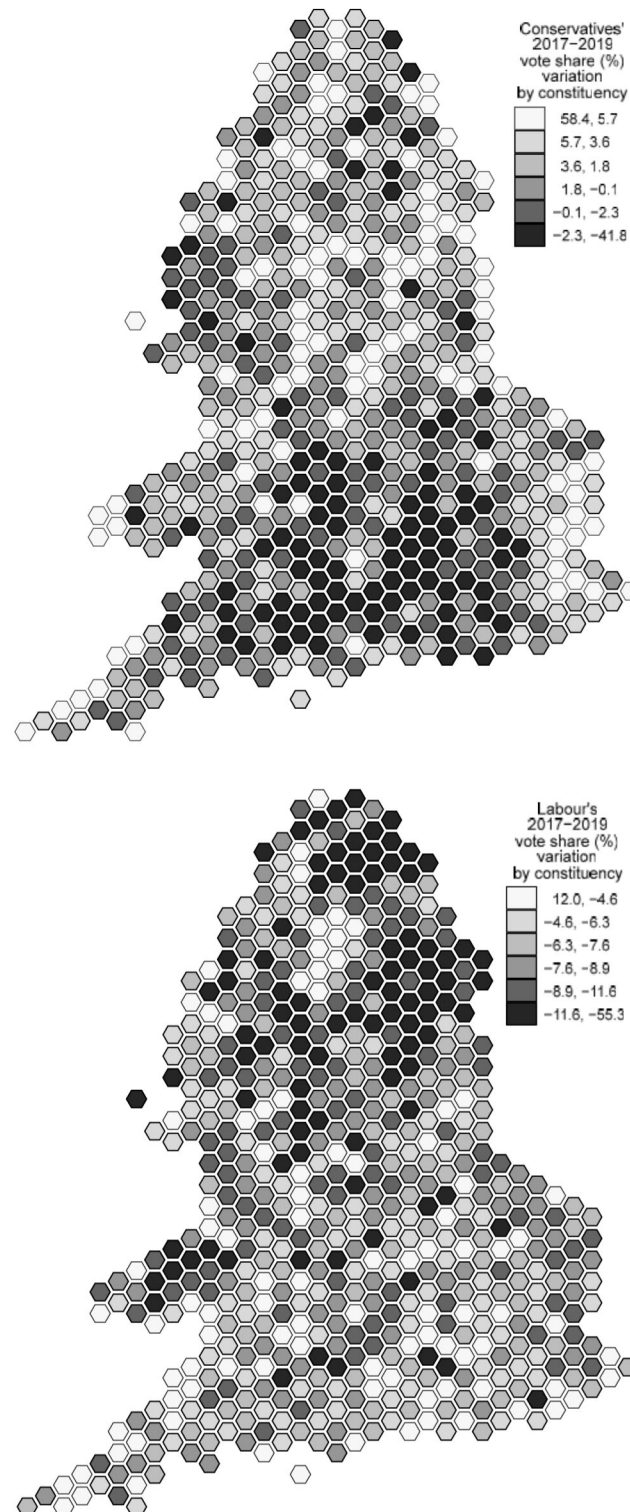 Conservatives'
2017−2019
vote share (%)
variation
by constituency
58.4, 5.7
5.7, 3.6
3.6, 1.8
1.8, −0.1
−0.1, −2.3
−2.3, −41.8
Labour's
2017−2019
vote share (%)
variation
by constituency
12.0, −4.6
−4.6, −6.3
−6.3, −7.6
−7.6, −8.9
−8.9, −11.6
−11.6, −55.3